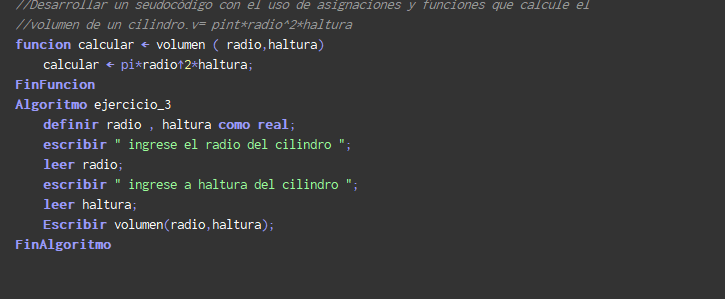 //Desarrollar un seudocódigo con el uso de asignaciones y funciones que calcule el
//volumen de un cilindro.v= pint*radio^2*haltura
funcion calcular ← volumen ( radio,haltura)
calcular ← pi*radio↑2*haltura;
FinFuncion
Algoritmo ejercicio_3
definir radio , haltura como real;
escribir " ingrese el radio del cilindro ";
leer radio;
escribir " ingrese a haltura del cilindro ";
leer haltura;
Escribir volumen(radio,haltura);
FinAlgoritmo